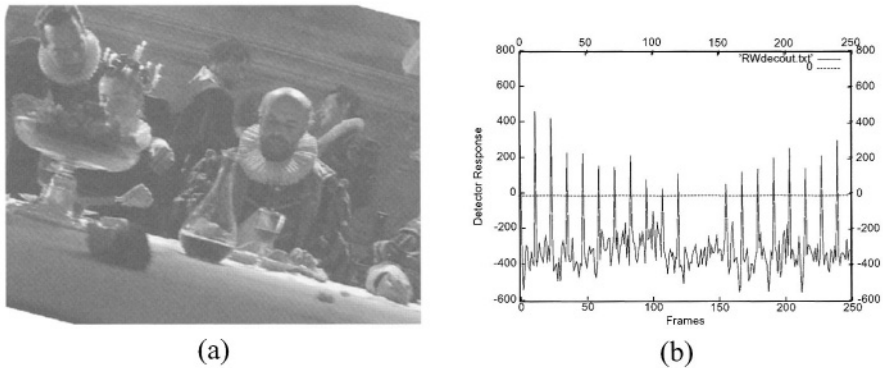 (a)
0 50 100 150 200 250
800 800
'RWdecout.txt'
0
600 600
400 400
200 200
0 0
-200 -200
-400 -400
-600 -600
0 50 100 150 200 250
Detector Response
Frames
(b)